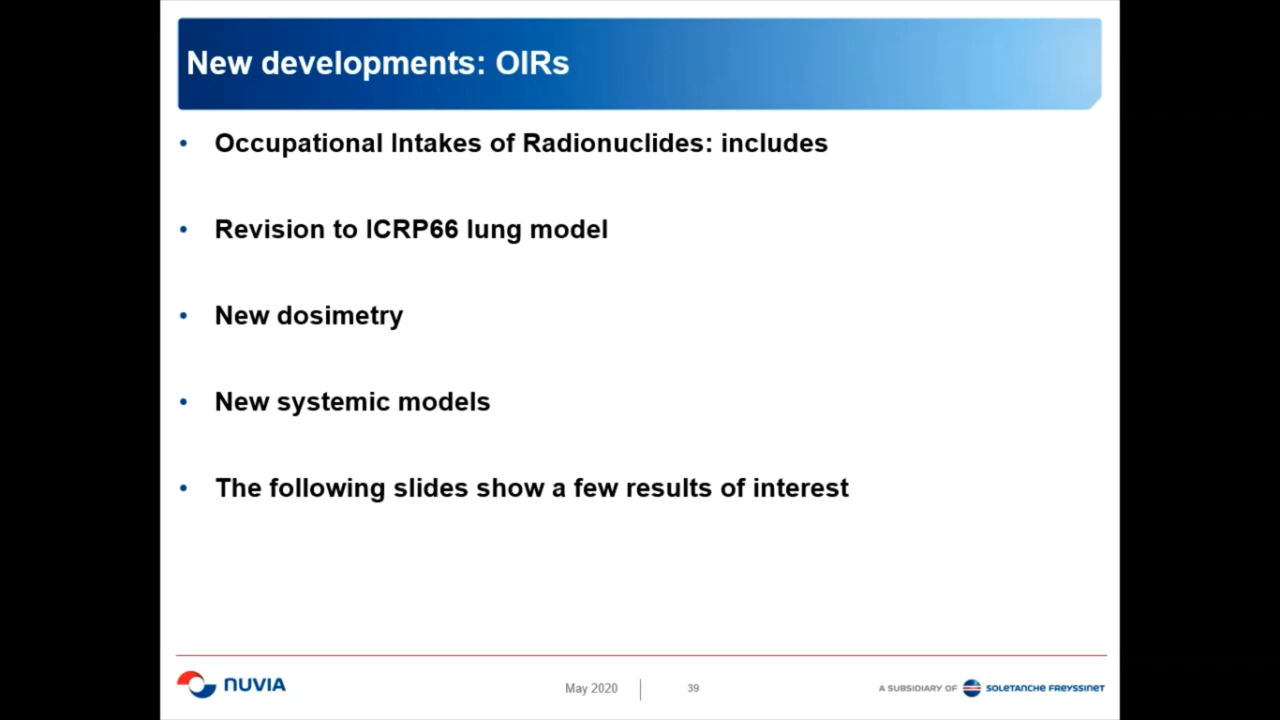 New developments: OIRs
• Occupational Intakes of Radionuclides: includes
• Revision to ICRP66 lung model
• New dosimetry
• New systemic models
• The following slides show a few results of interest
NUVIA
May 2020
39
A SUBSIDIARY OF SOLETANCHE FREYSSINET